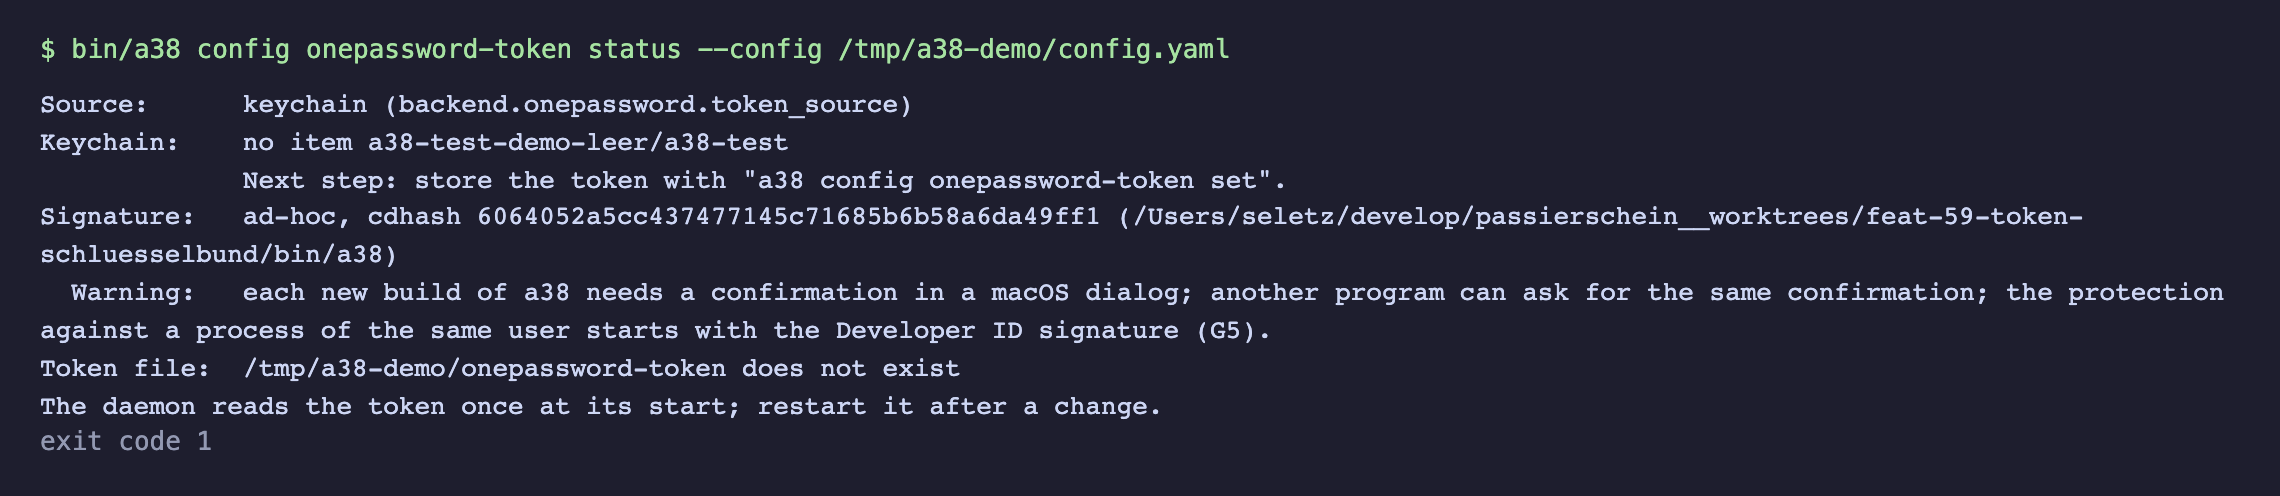 $ bin/a38 config onepassword-token status --config /tmp/a38-demo/config.yaml
Source:      keychain (backend.onepassword.token_source)
Keychain:    no item a38-test-demo-leer/a38-test
             Next step: store the token with "a38 config onepassword-token set".
Signature:   ad-hoc, cdhash 6064052a5cc437477145c71685b6b58a6da49ff1 (/Users/seletz/develop/passierschein__worktrees/feat-59-token-
schluesselbund/bin/a38)
  Warning:   each new build of a38 needs a confirmation in a macOS dialog; another program can ask for the same confirmation; the protection
against a process of the same user starts with the Developer ID signature (G5).
Token file:  /tmp/a38-demo/onepassword-token does not exist
The daemon reads the token once at its start; restart it after a change.
exit code 1